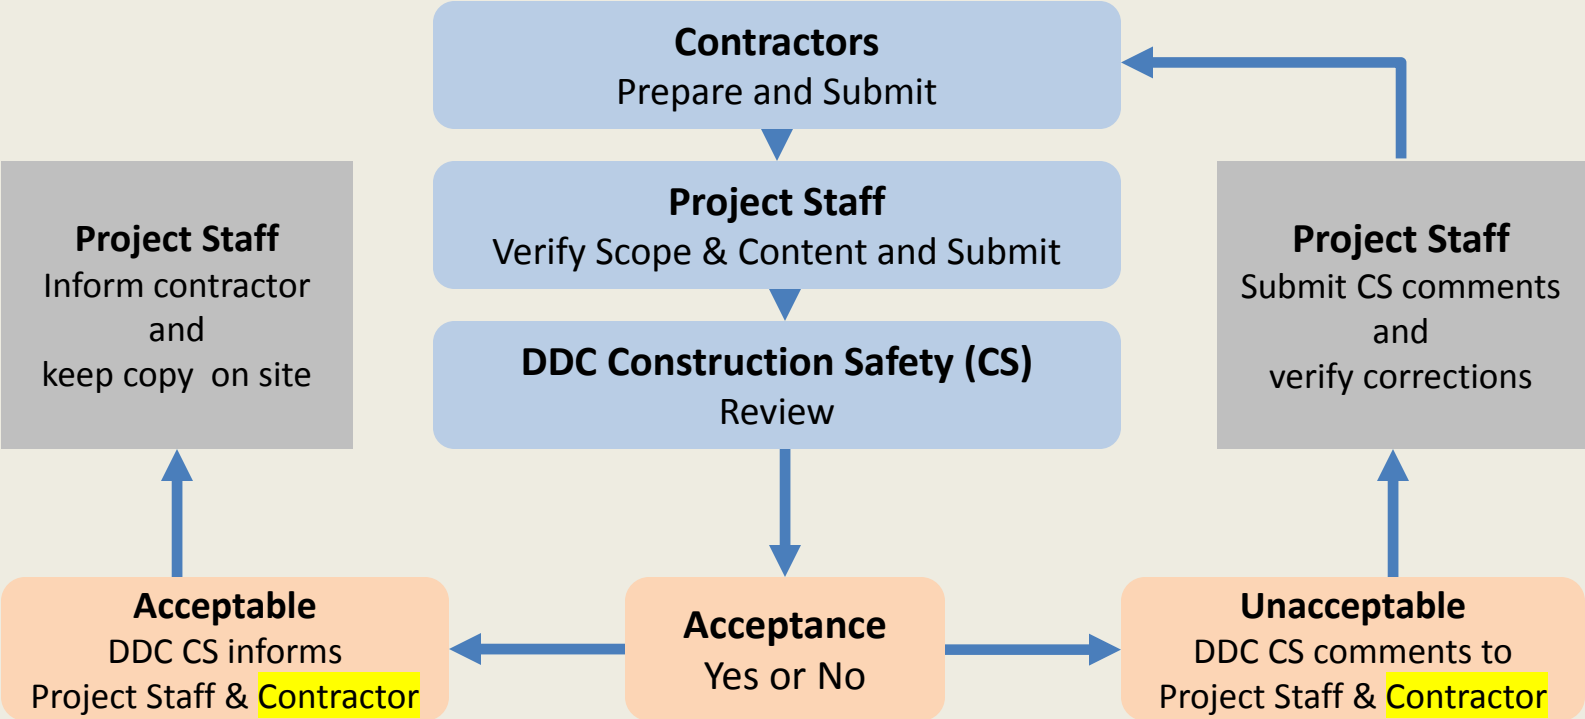 Contractors
Prepare and Submit
Project Staff
Verify Scope & Content and Submit
DDC Construction Safety (CS)
Review
Project Staff
Inform contractor
and
keep copy on site
Project Staff
Submit CS comments
and
verify corrections
Acceptable
DDC CS informs
Project Staff & Contractor
Acceptance
Yes or No
Unacceptable
DDC CS comments to
Project Staff & Contractor